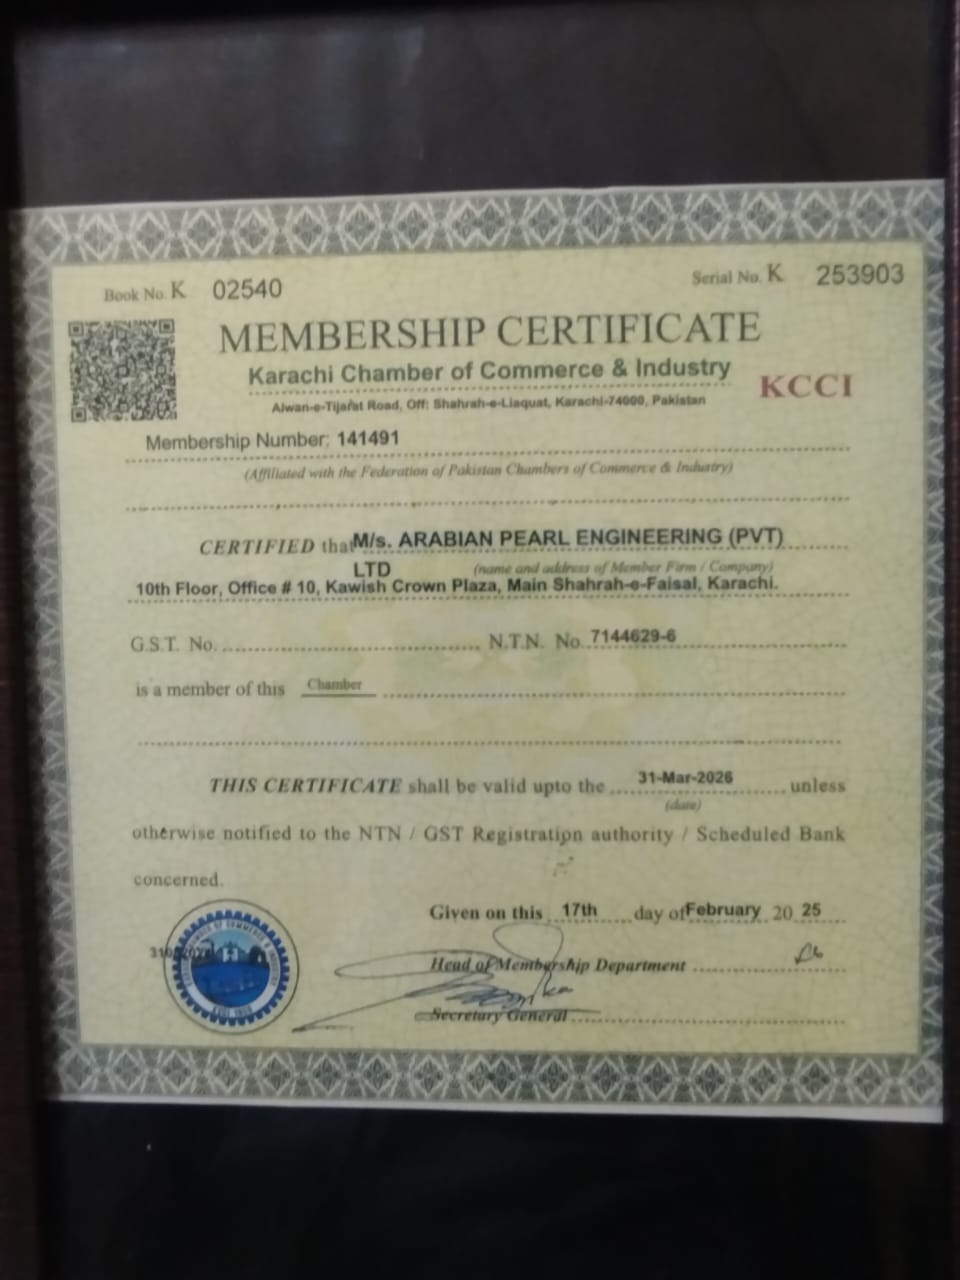 Book No. K 02540
Serial No. K 253903
MEMBERSHIP CERTIFICATE
Karachi Chamber of Commerce & Industry
KCCI
Aiwan-e-Tijarat Road, Off: Shahrah-e-Liaquat, Karachi-74000, Pakistan
Membership Number: 141491
(Affiliated with the Federation of Pakistan Chambers of Commerce & Industry)
CERTIFIED that M/s. ARABIAN PEARL ENGINEERING (PVT)
LTD (name and address of Member Firm / Company)
10th Floor, Office # 10, Kawish Crown Plaza, Main Shahrah-e-Faisal, Karachi.
G.S.T. No. N.T.N. No. 7144629-6
is a member of this Chamber
THIS CERTIFICATE shall be valid upto the 31-Mar-2026 unless
(date)
otherwise notified to the NTN / GST Registration authority / Scheduled Bank
concerned.
Given on this 17th day of February 20 25
Head of Membership Department
Secretary General